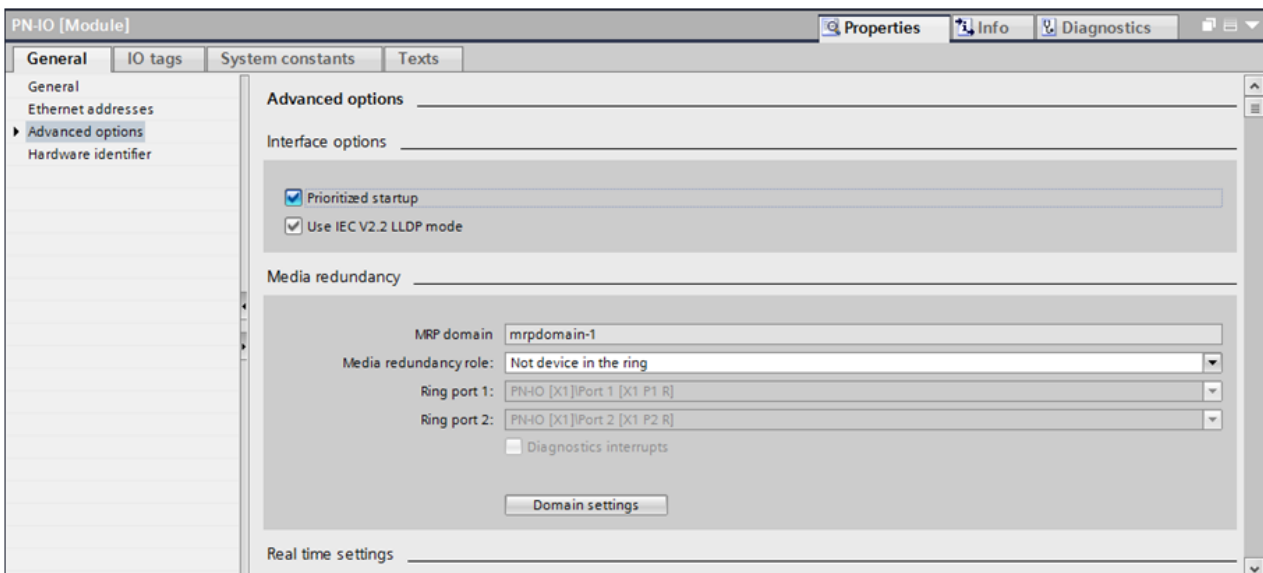 PN-IO [Module]
Properties
Info
Diagnostics
General
IO tags
System constants
Texts
General
Ethernet addresses
Advanced options
Hardware identifier
Advanced options
Interface options
Prioritized startup
Use IEC V2.2 LLDP mode
Media redundancy
MRP domain mrpdomain-1
Media redundancy role: Not device in the ring
Ring port 1: PN-IO [X1]\Port 1 [X1 P1 R]
Ring port 2: PN-IO [X1]\Port 2 [X1 P2 R]
Diagnostics interrupts
Domain settings
Real time settings